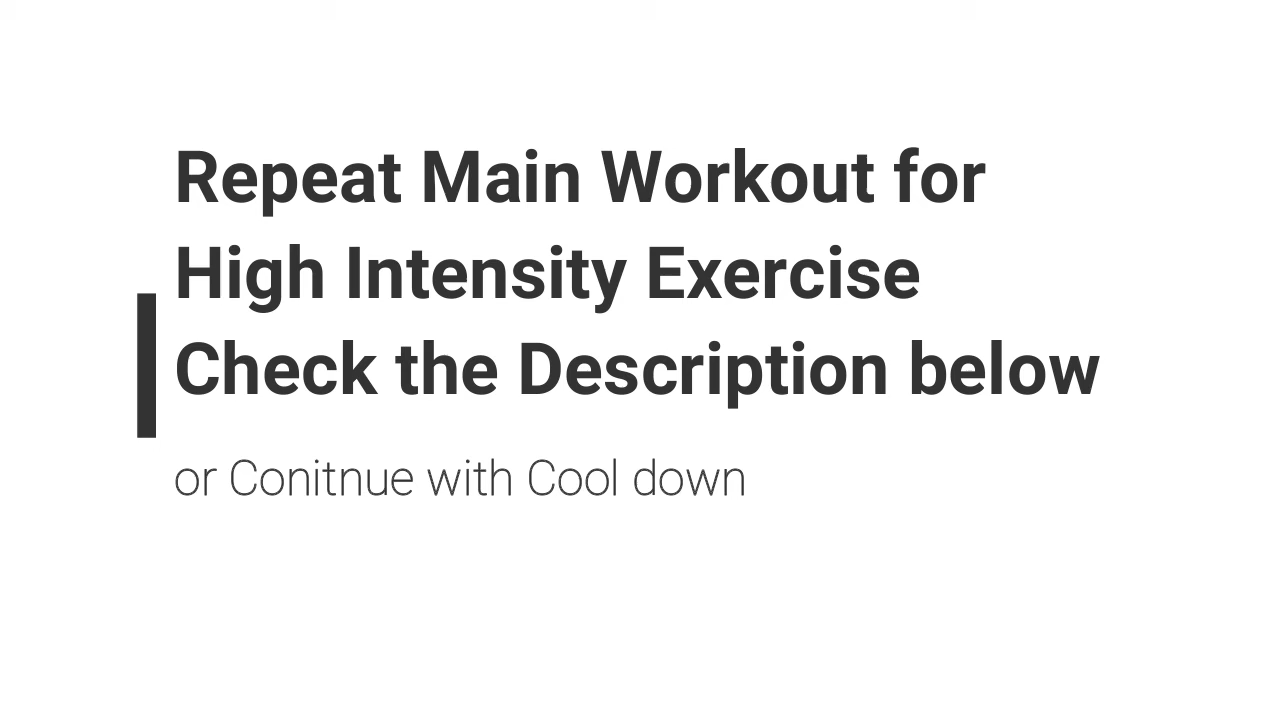 Repeat Main Workout for
High Intensity Exercise
Check the Description below
or Conitnue with Cool down